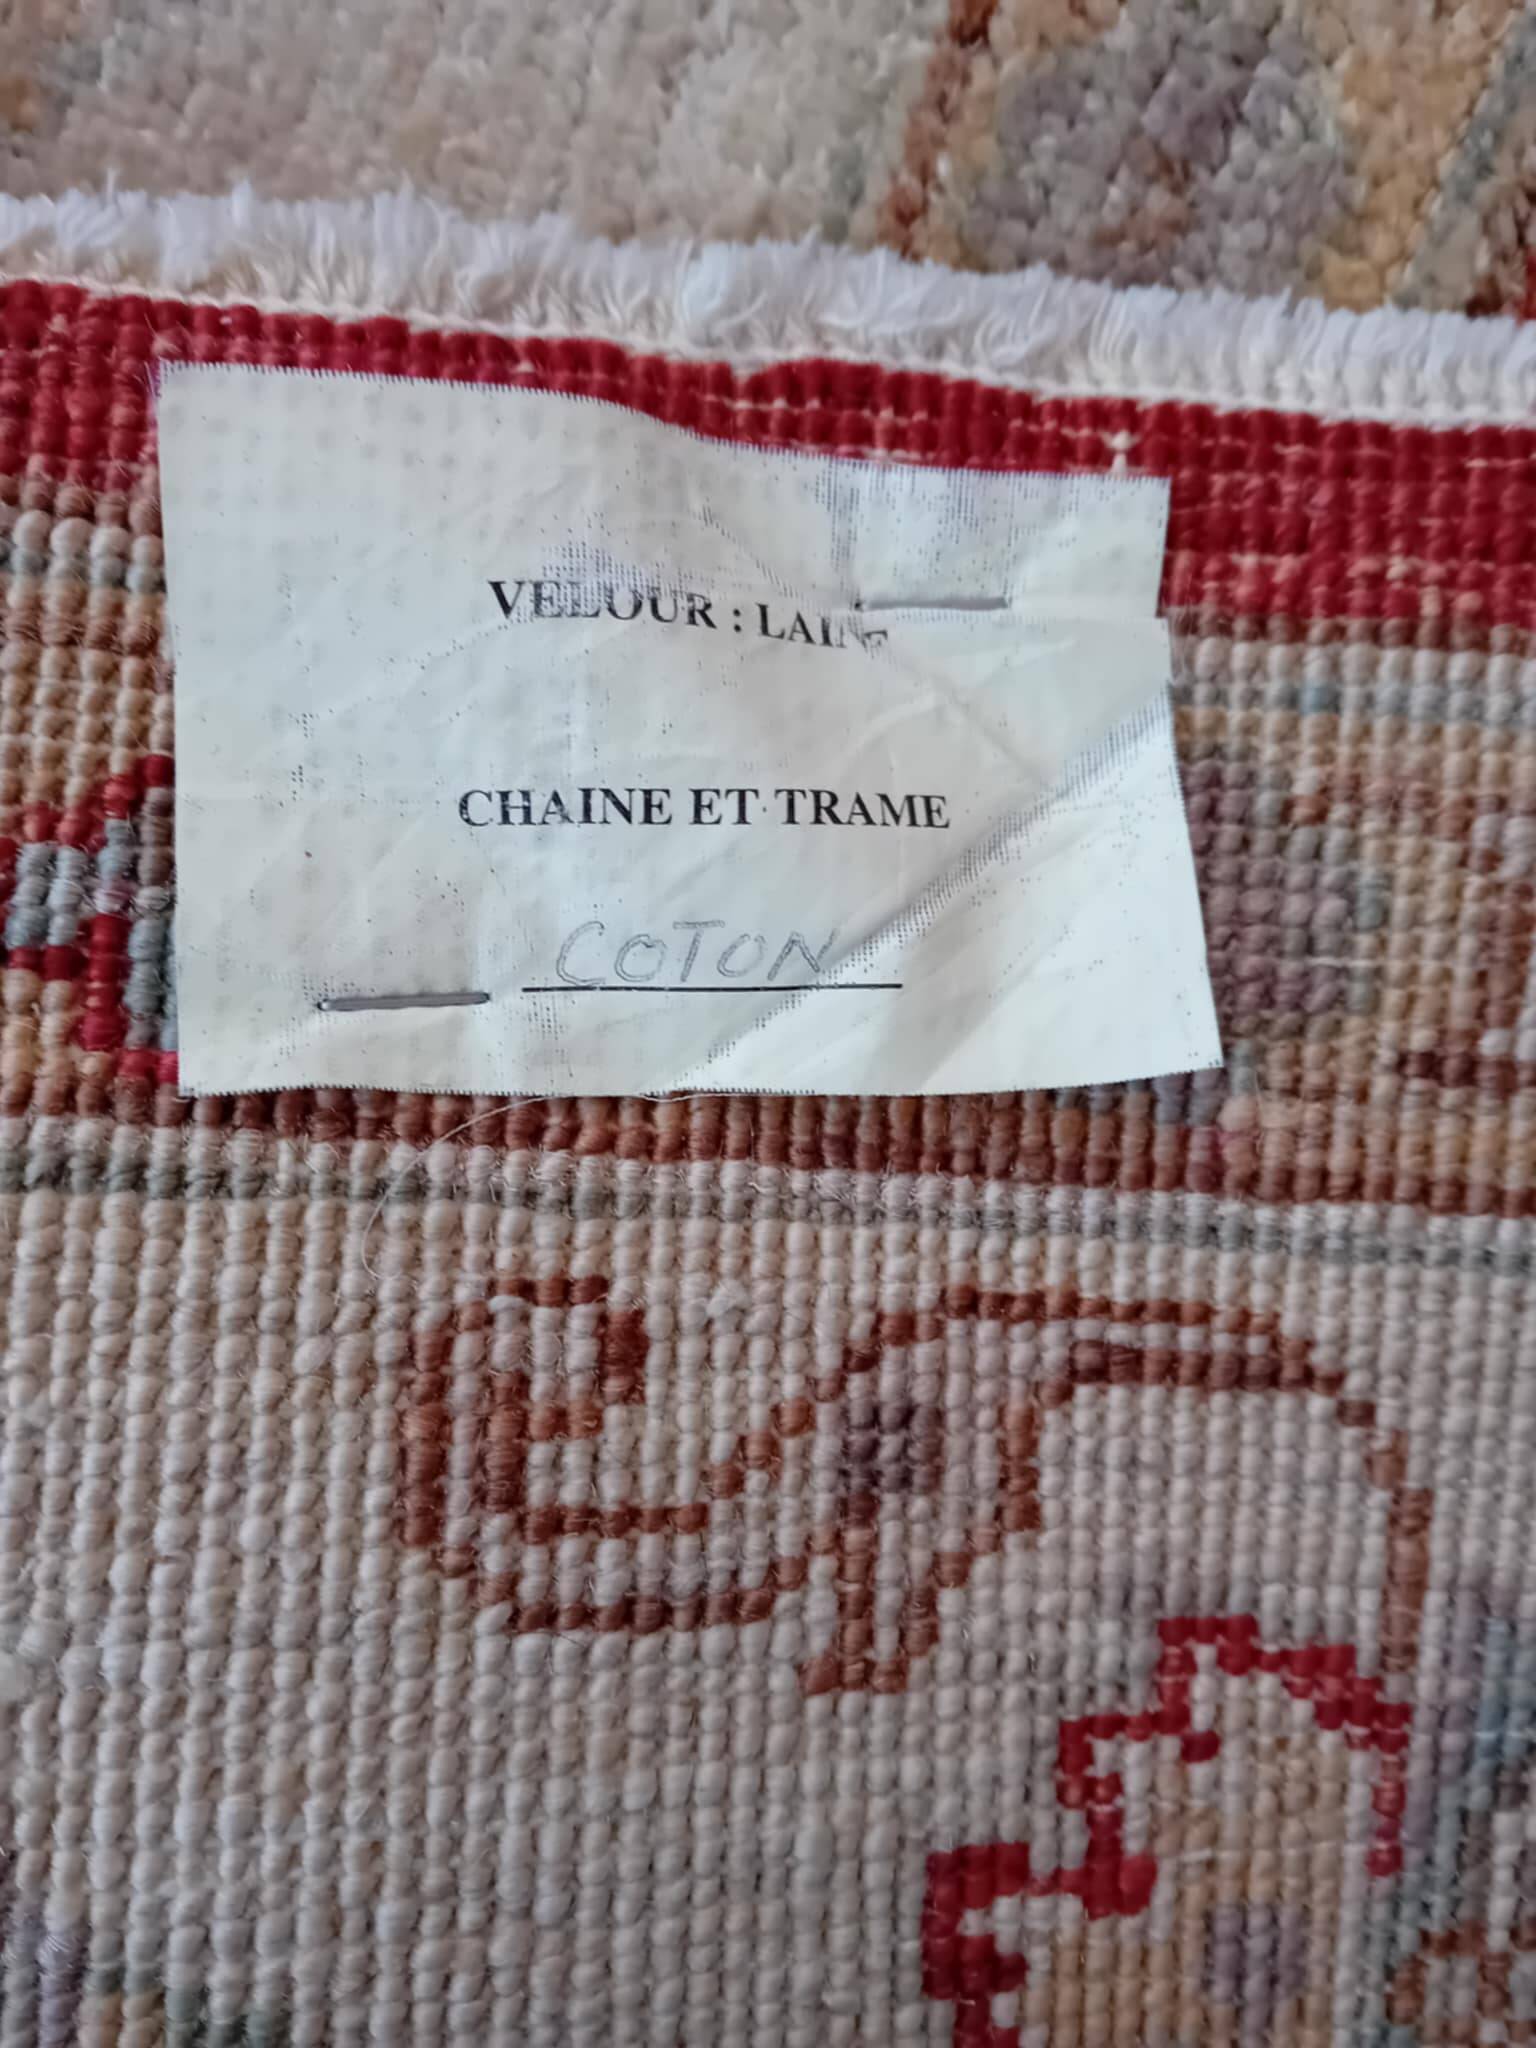 VELOUR : LAINE
CHAINE ET TRAME
COTON